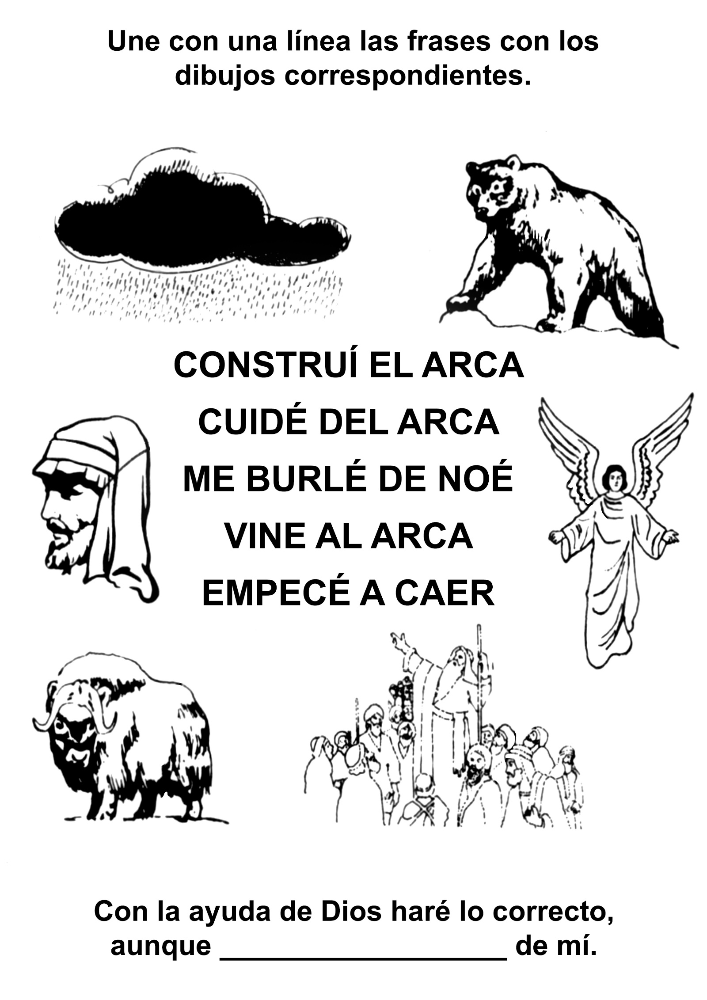 Une con una línea las frases con los
dibujos correspondientes.
CONSTRUÍ EL ARCA
CUIDÉ DEL ARCA
ME BURLÉ DE NOÉ
VINE AL ARCA
EMPECÉ A CAER
Con la ayuda de Dios haré lo correcto,
aunque ____________________ de mí.